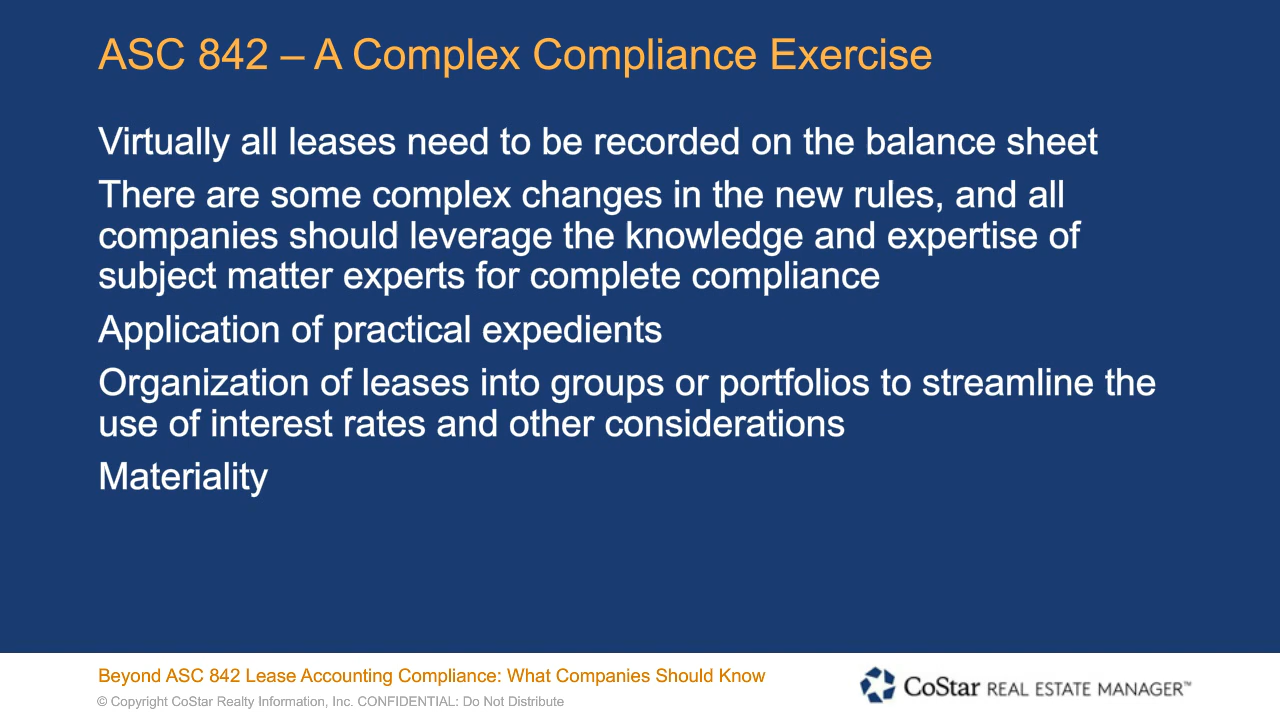 ASC 842 – A Complex Compliance Exercise
Virtually all leases need to be recorded on the balance sheet
There are some complex changes in the new rules, and all
companies should leverage the knowledge and expertise of
subject matter experts for complete compliance
Application of practical expedients
Organization of leases into groups or portfolios to streamline the
use of interest rates and other considerations
Materiality
Beyond ASC 842 Lease Accounting Compliance: What Companies Should Know
© Copyright CoStar Realty Information, Inc. CONFIDENTIAL: Do Not Distribute
CoStar REAL ESTATE MANAGER™